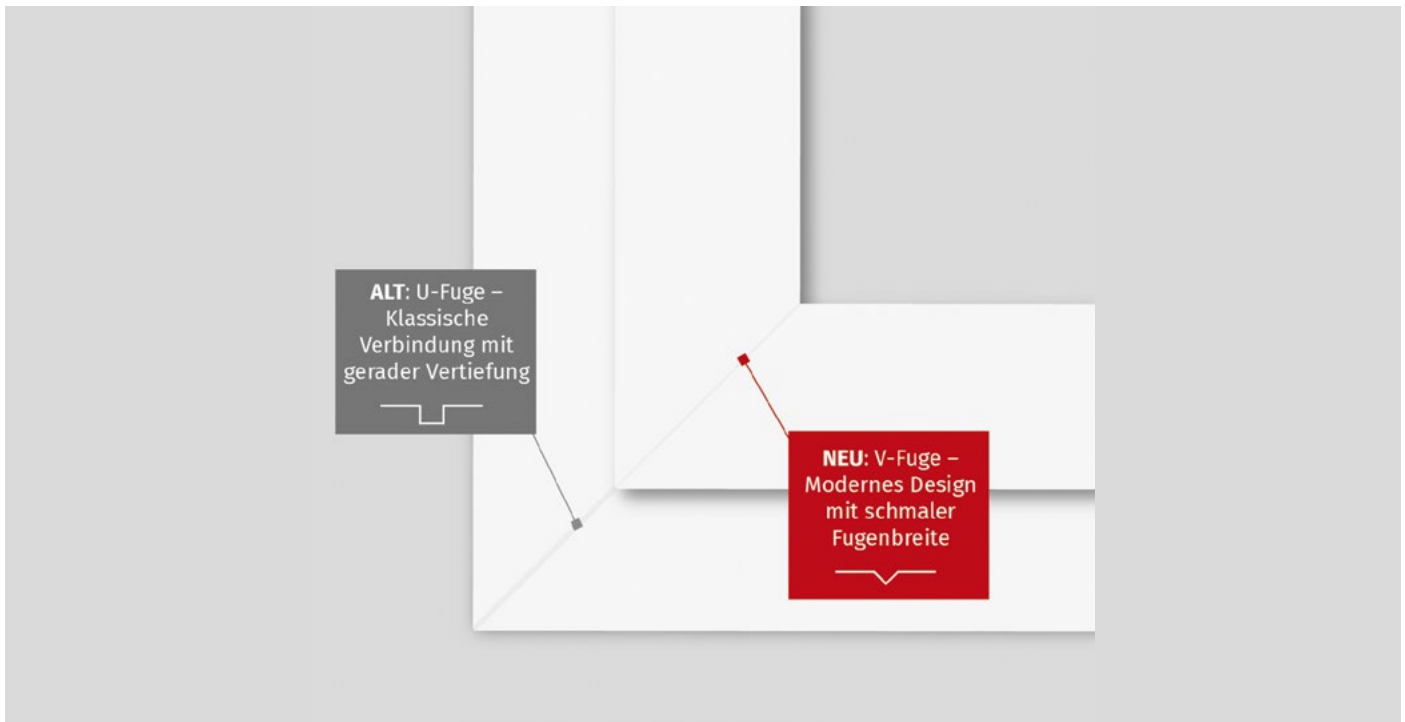 ALT: U-Fuge –
Klassische
Verbindung mit
gerader Vertiefung
NEU: V-Fuge –
Modernes Design
mit schmaler
Fugenbreite